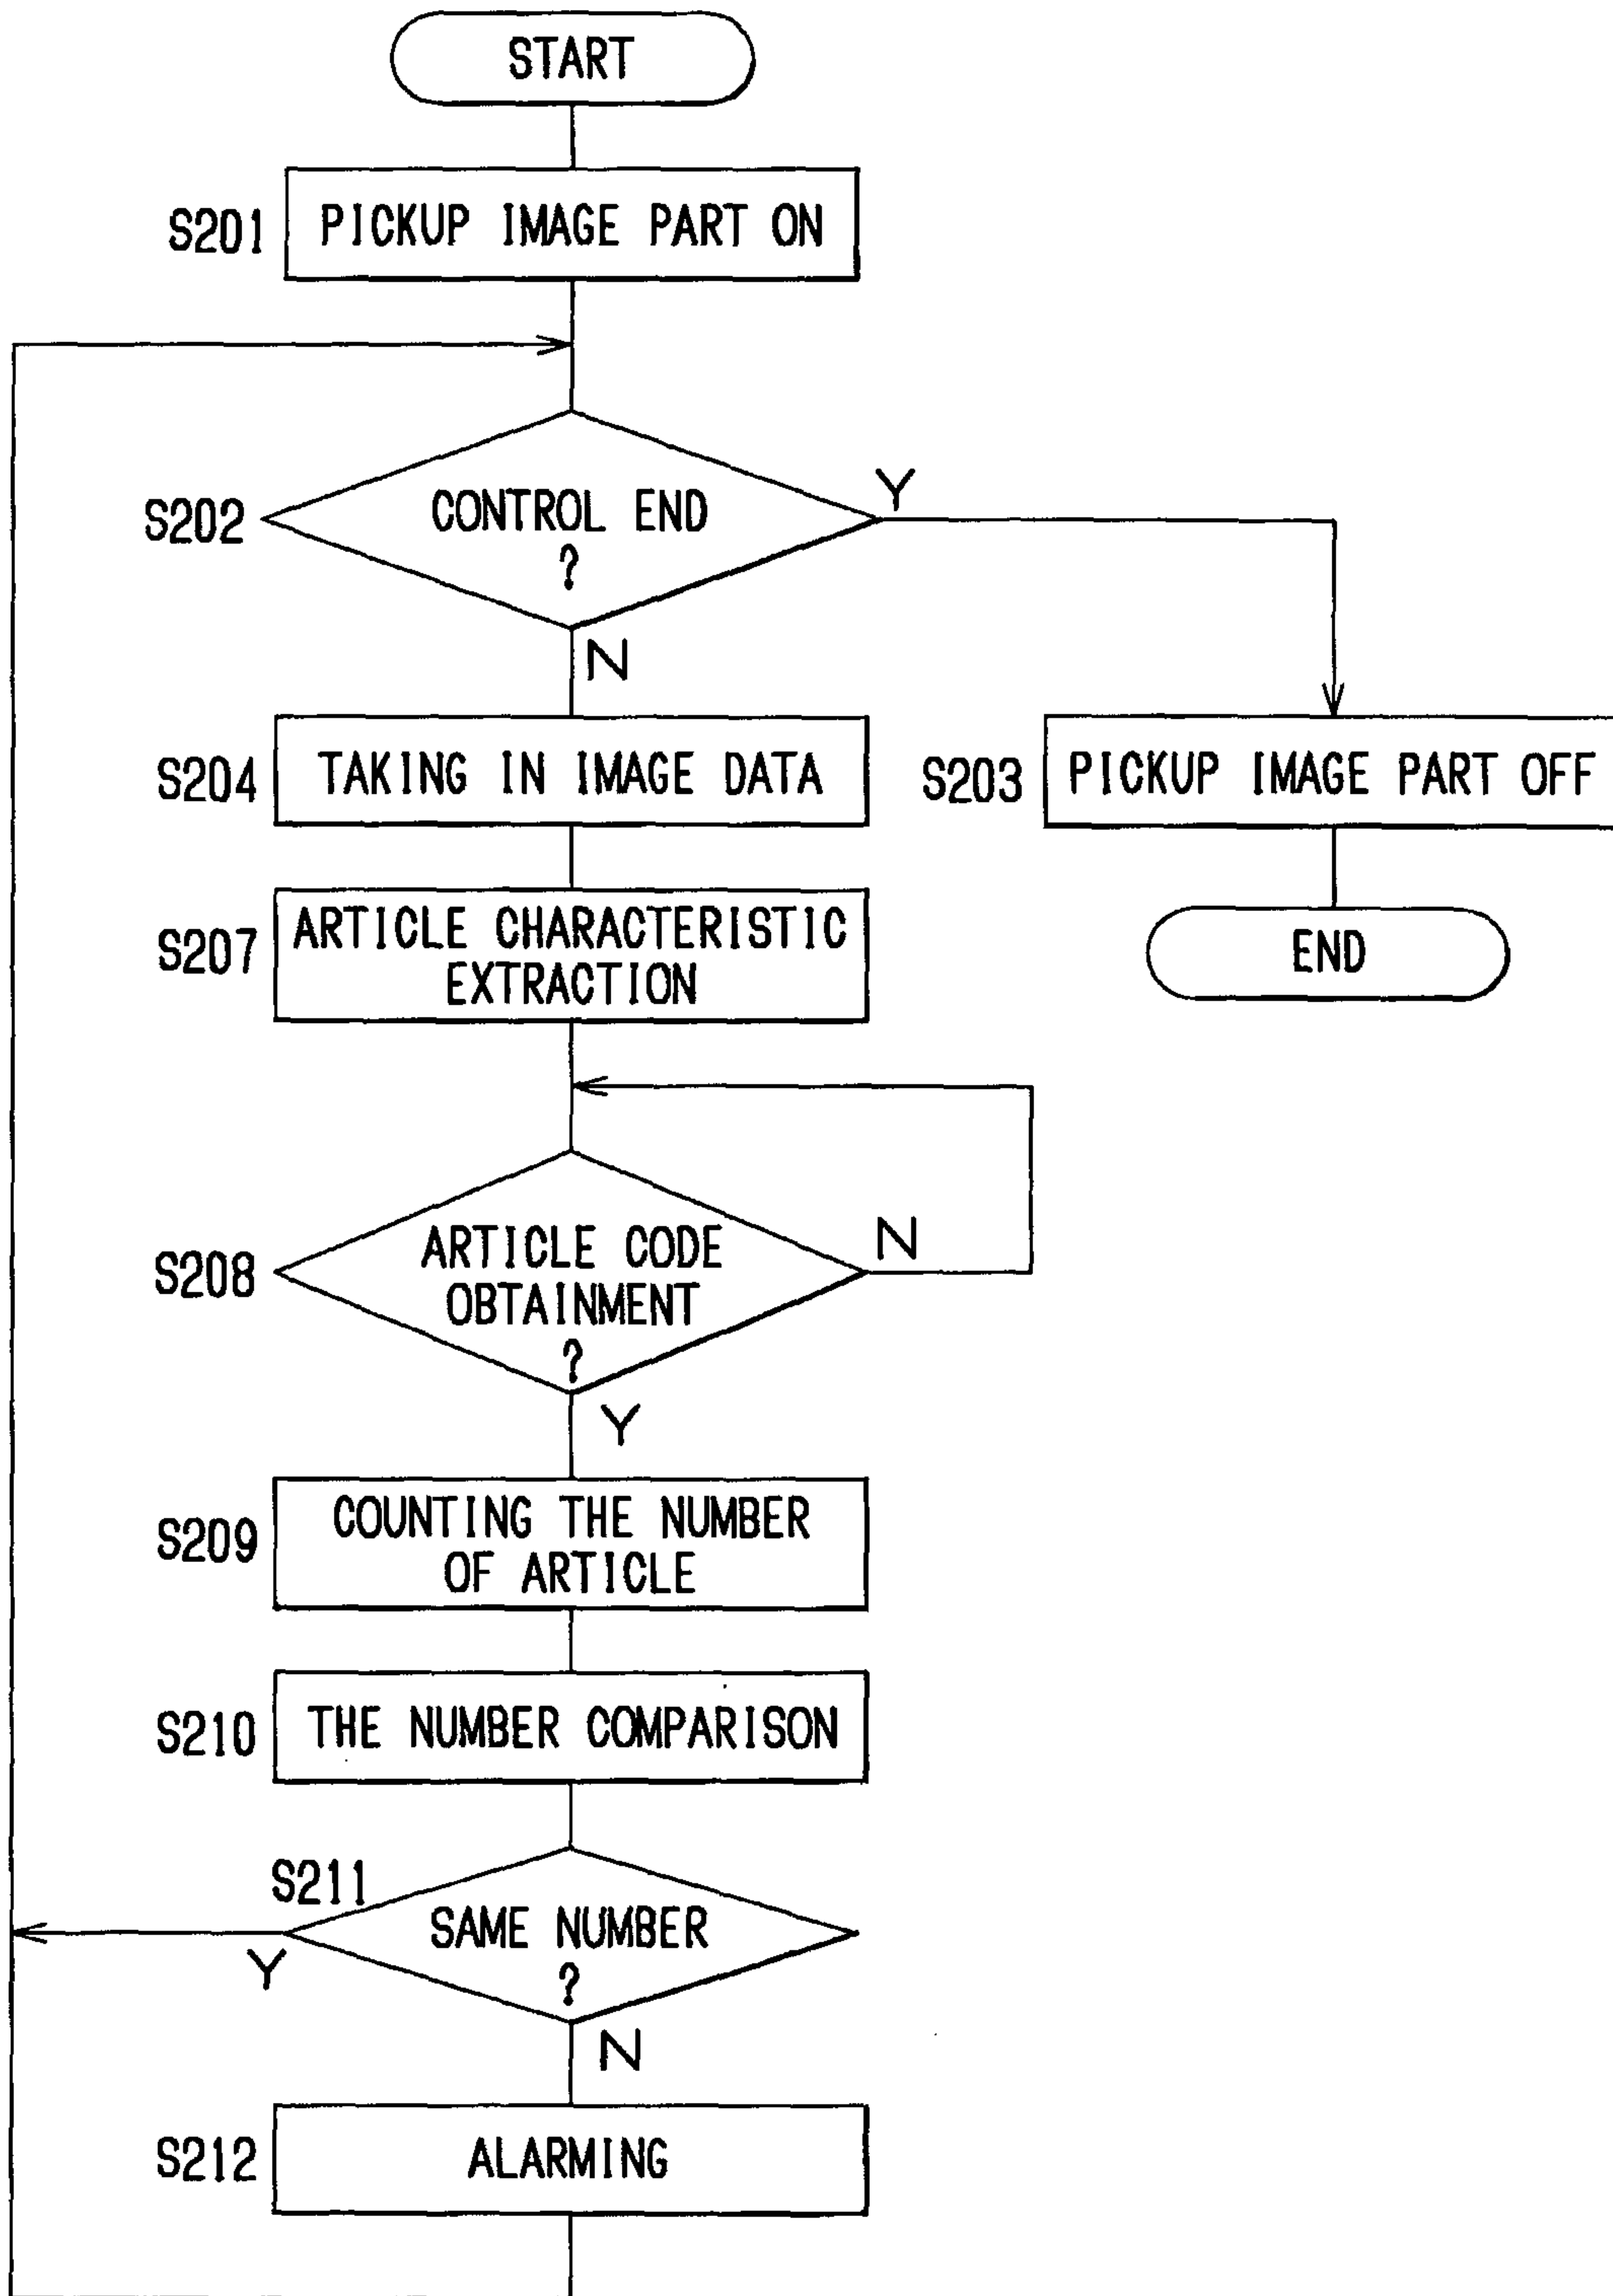 START
S201 PICKUP IMAGE PART ON
S202 CONTROL END
?
Y
N
S204 TAKING IN IMAGE DATA
S203 PICKUP IMAGE PART OFF
S207 ARTICLE CHARACTERISTIC
EXTRACTION
END
S208 ARTICLE CODE
OBTAINMENT
?
N
Y
S209 COUNTING THE NUMBER
OF ARTICLE
S210 THE NUMBER COMPARISON
S211
SAME NUMBER
?
Y
N
S212 ALARMING